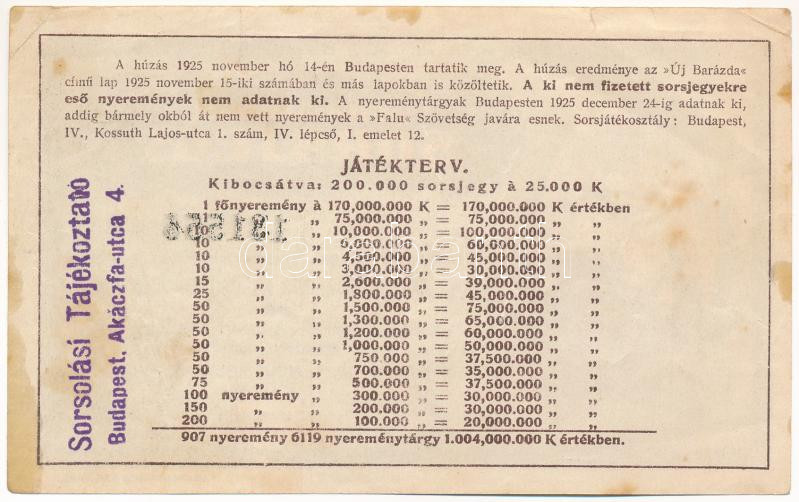 A húzás 1925 november hó 14-én Budapesten tartatik meg. A húzás eredménye az »Új Barázda«
című lap 1925 november 15-iki számában és más lapokban is közöltetik. A ki nem fizetett sorsjegyekre
eső nyeremények nem adatnak ki. A nyereménytárgyak Budapesten 1925 december 24-ig adatnak ki,
addig bármely okból át nem vett nyeremények a »Falu« Szövetség javára esnek. Sorsjátékosztály: Budapest,
IV., Kossuth Lajos-utca 1. szám, IV. lépcső, I. emelet 12.
JÁTÉKTERV.
Kibocsátva: 200.000 sorsjegy à 25.000 K
1 főnyeremény à 170,000.000 K = 170,000.000 K értékben
1 „ „ 75,000.000 „ = 75,000.000 „ „
10 „ „ 10,000.000 „ = 100,000.000 „ „
10 „ „ 6,000.000 „ = 60,000.000 „ „
10 „ „ 4,500.000 „ = 45,000.000 „ „
10 „ „ 3,000.000 „ = 30,000.000 „ „
15 „ „ 2,600.000 „ = 39,000.000 „ „
25 „ „ 1,800.000 „ = 45,000.000 „ „
50 „ „ 1,500.000 „ = 75,000.000 „ „
50 „ „ 1,300.000 „ = 65,000.000 „ „
50 „ „ 1,200.000 „ = 60,000.000 „ „
50 „ „ 1,000.000 „ = 50,000.000 „ „
50 „ „ 750.000 „ = 37,500.000 „ „
50 „ „ 700.000 „ = 35,000.000 „ „
75 „ „ 500.000 „ = 37,500.000 „ „
100 nyeremény „ 300.000 „ = 30,000.000 „ „
150 „ „ 200.000 „ = 30,000.000 „ „
200 „ „ 100.000 „ = 20,000.000 „ „
907 nyeremény 6119 nyereménytárgy 1.004,000.000 K értékben.
Sorsolási Tájékoztató
Budapest, Akáczfa-utca 4.